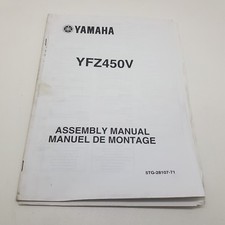 YAMAHA
YFZ450V
ASSEMBLY MANUAL
MANUEL DE MONTAGE
5TG-28107-71